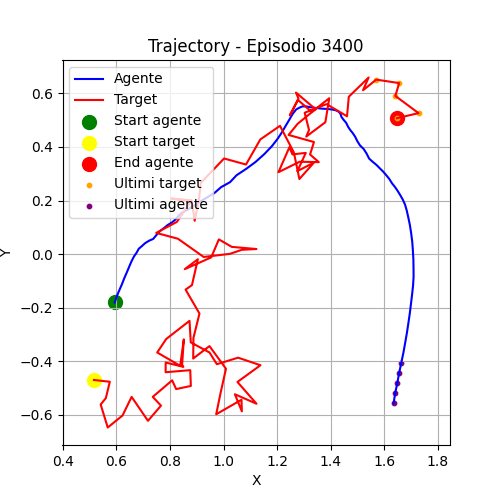 Trajectory - Episodio 3400
Agente
Target
Start agente
Start target
End agente
Ultimi target
Ultimi agente
Y
0.6
0.4
0.2
0.0
−0.2
−0.4
−0.6
0.4
0.6
0.8
1.0
1.2
1.4
1.6
1.8
X